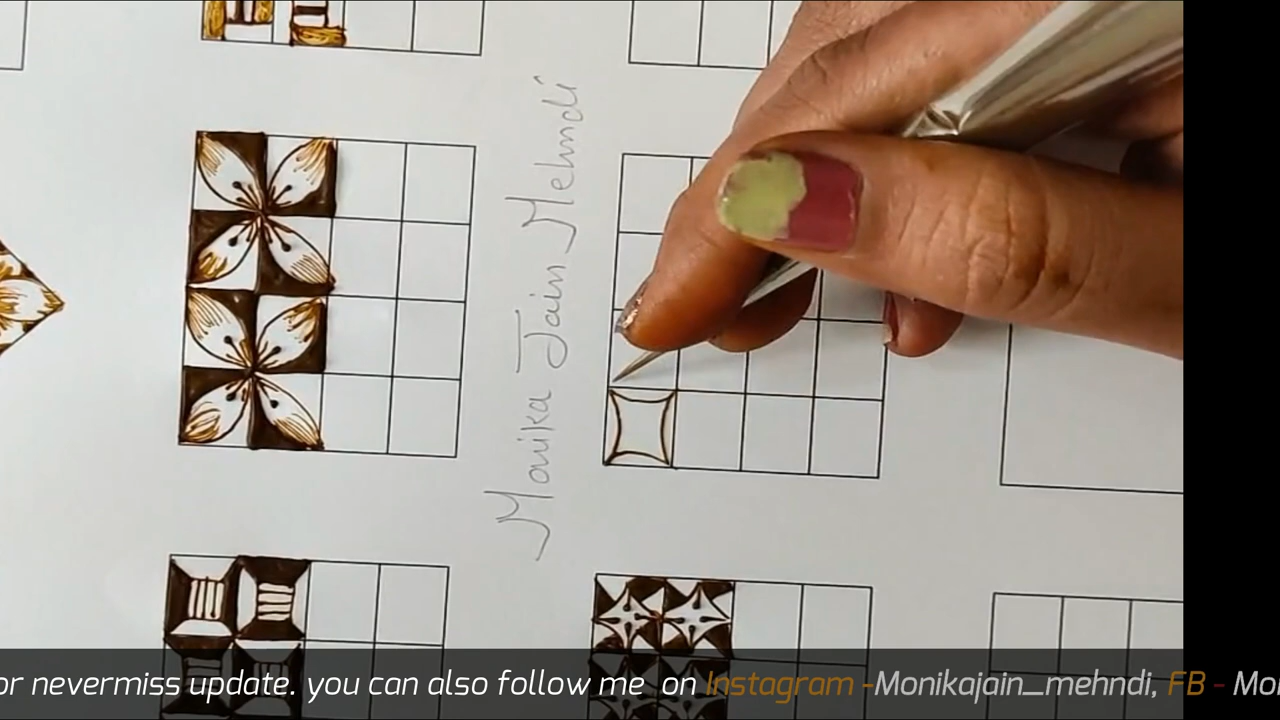 Monika Jain Mehndi
or nevermiss update. you can also follow me on Instagram -Monikajain_mehndi, FB - Mo